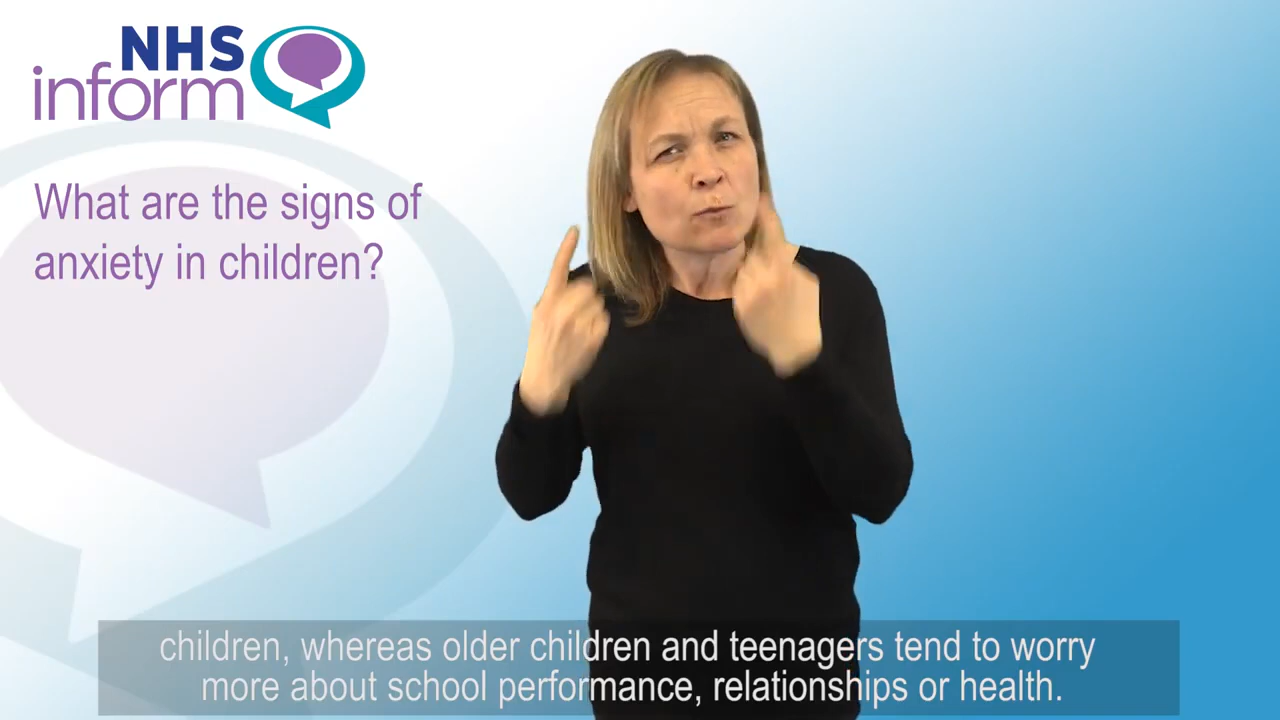 NHS
inform
What are the signs of
anxiety in children?
children, whereas older children and teenagers tend to worry
more about school performance, relationships or health.